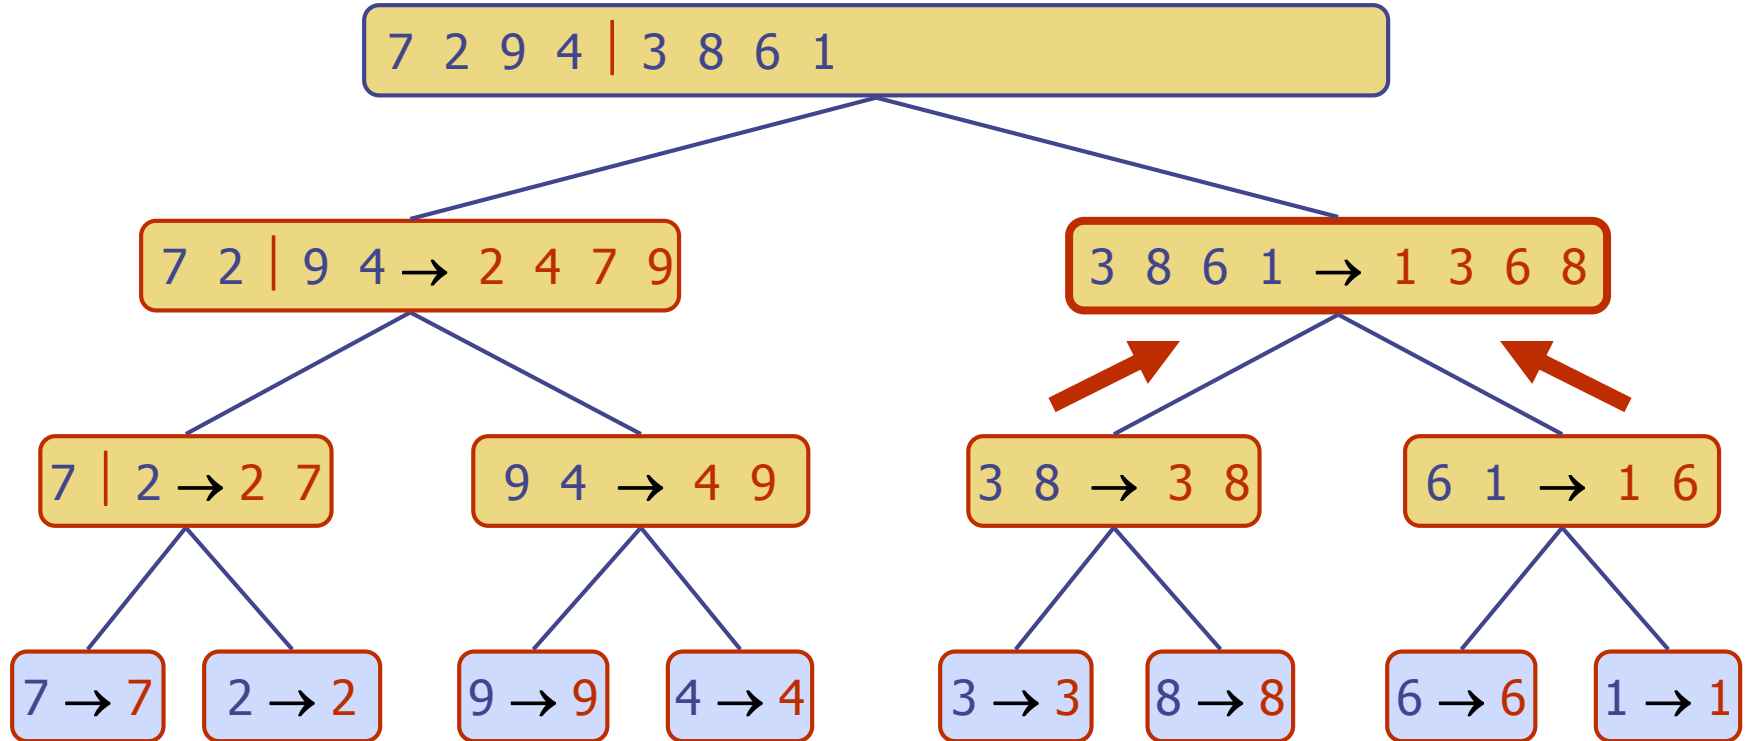 7 2 9 4 | 3 8 6 1
7 2 | 9 4 → 2 4 7 9
3 8 6 1 → 1 3 6 8
7 | 2 → 2 7
9 4 → 4 9
3 8 → 3 8
6 1 → 1 6
7 → 7
2 → 2
9 → 9
4 → 4
3 → 3
8 → 8
6 → 6
1 → 1